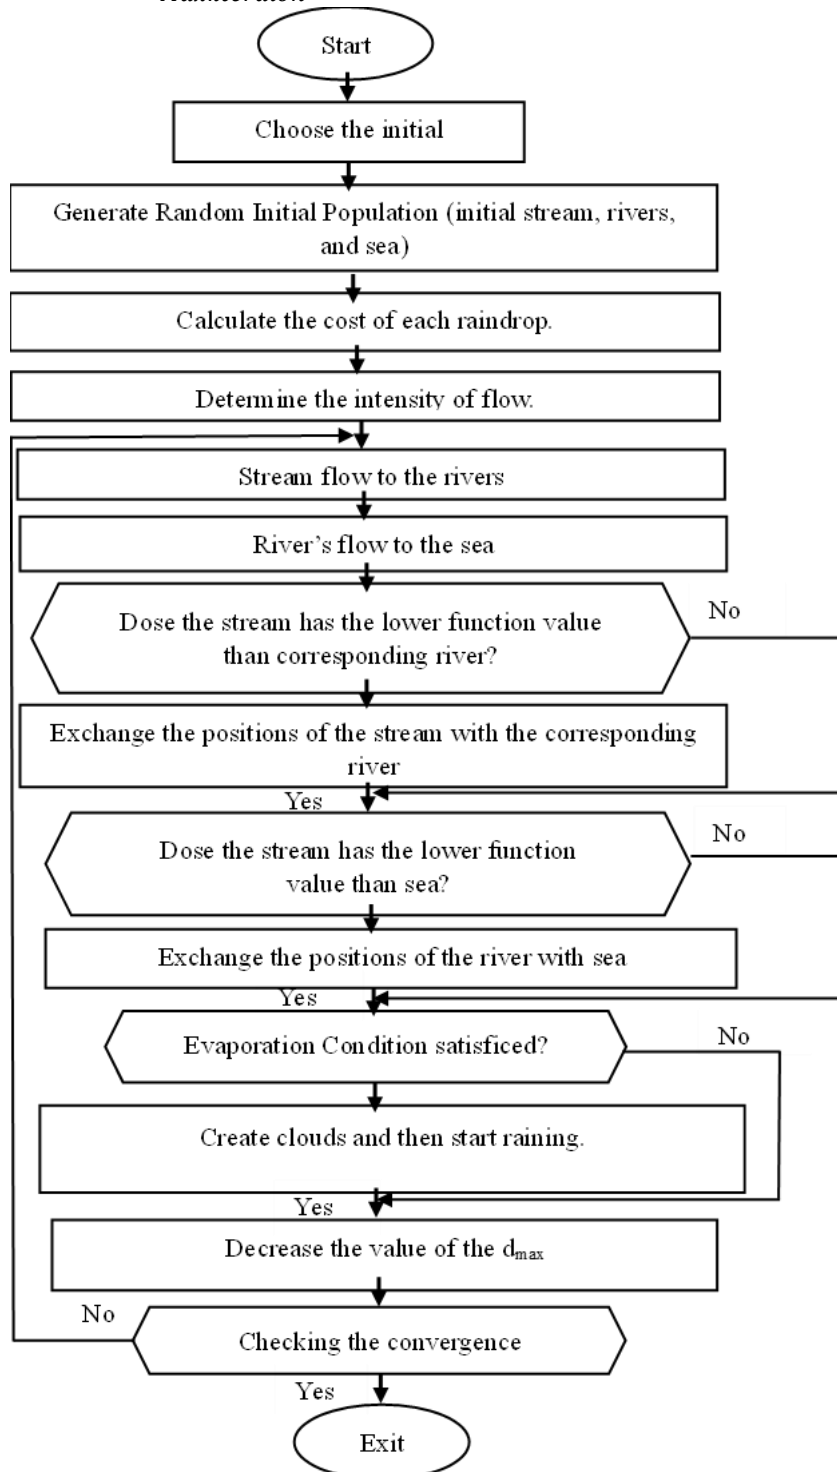 Start
Choose the initial
Generate Random Initial Population (initial stream, rivers,
and sea)
Calculate the cost of each raindrop.
Determine the intensity of flow.
Stream flow to the rivers
River's flow to the sea
No
Dose the stream has the lower function value
than corresponding river?
Exchange the positions of the stream with the corresponding
river
Yes
No
Dose the stream has the lower function
value than sea?
Exchange the positions of the river with sea
Yes
No
Evaporation Condition satisficed?
Create clouds and then start raining.
Yes
Decrease the value of the dmax
No
Checking the convergence
Yes
Exit